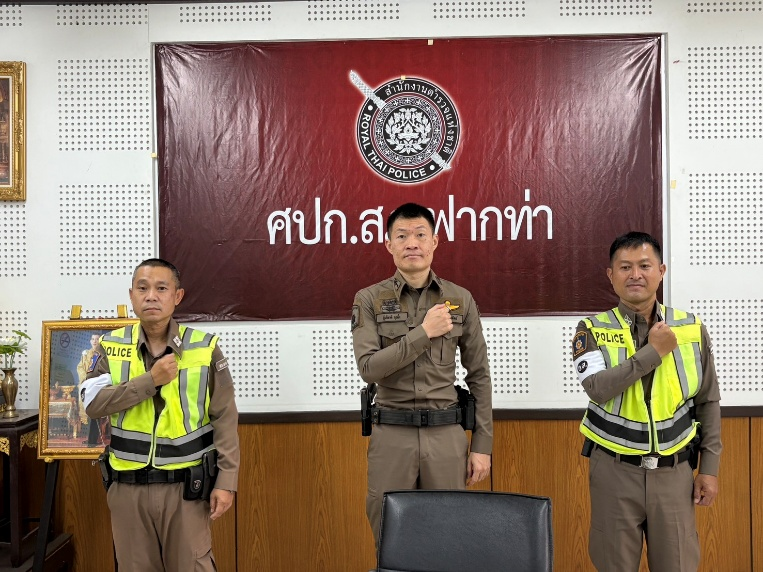 สำนักงานตำรวจแห่งชาติ
ROYAL THAI POLICE
ศปก.ส ฝากท่า
POLICE
POLICE